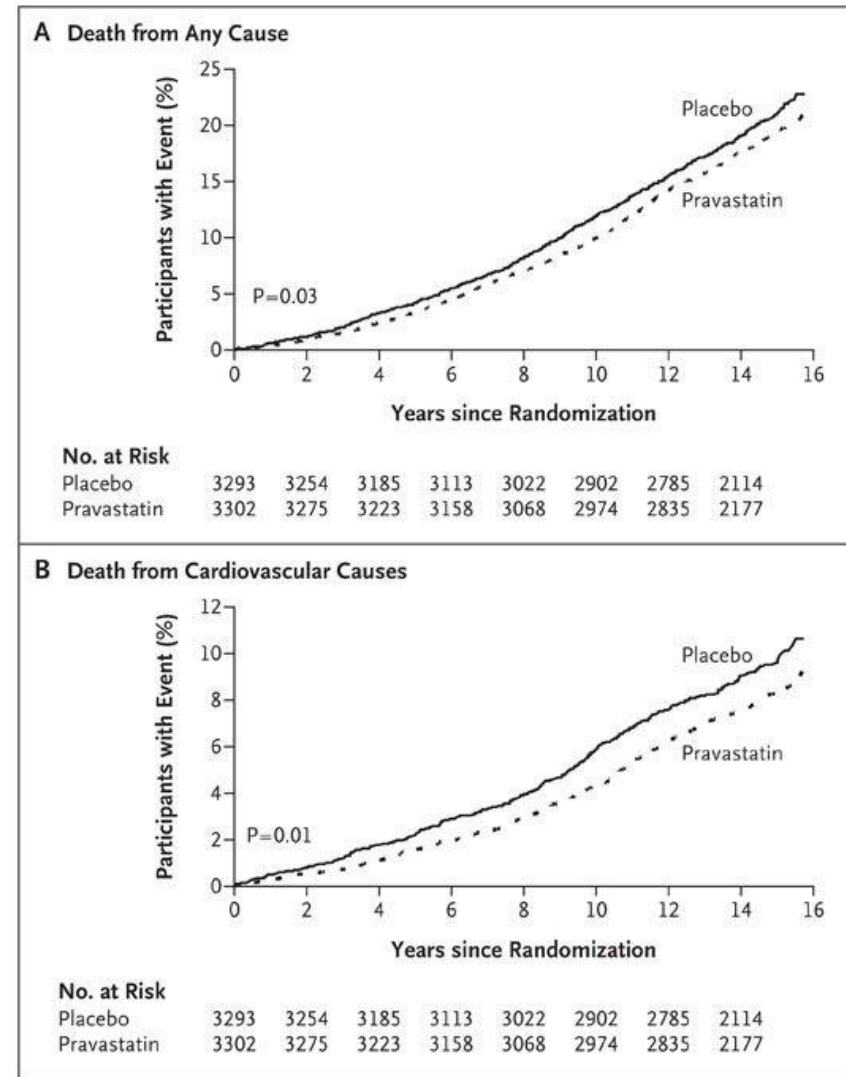 A Death from Any Cause
25
20
15
10
5
0
Participants with Event (%)
Placebo
Pravastatin
P=0.03
0 2 4 6 8 10 12 14 16
Years since Randomization
No. at Risk
Placebo 3293 3254 3185 3113 3022 2902 2785 2114
Pravastatin 3302 3275 3223 3158 3068 2974 2835 2177
B Death from Cardiovascular Causes
12
10
8
6
4
2
0
Participants with Event (%)
Placebo
Pravastatin
P=0.01
0 2 4 6 8 10 12 14 16
Years since Randomization
No. at Risk
Placebo 3293 3254 3185 3113 3022 2902 2785 2114
Pravastatin 3302 3275 3223 3158 3068 2974 2835 2177